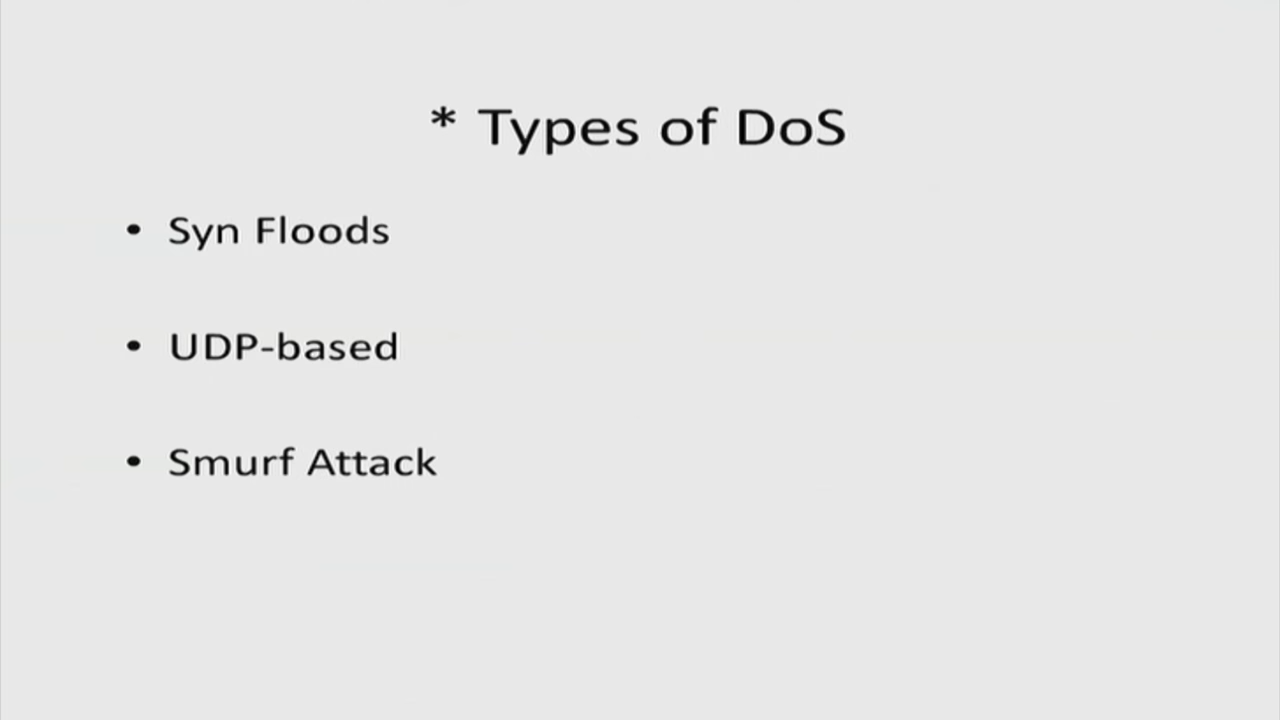 * Types of DoS
• Syn Floods
• UDP-based
• Smurf Attack